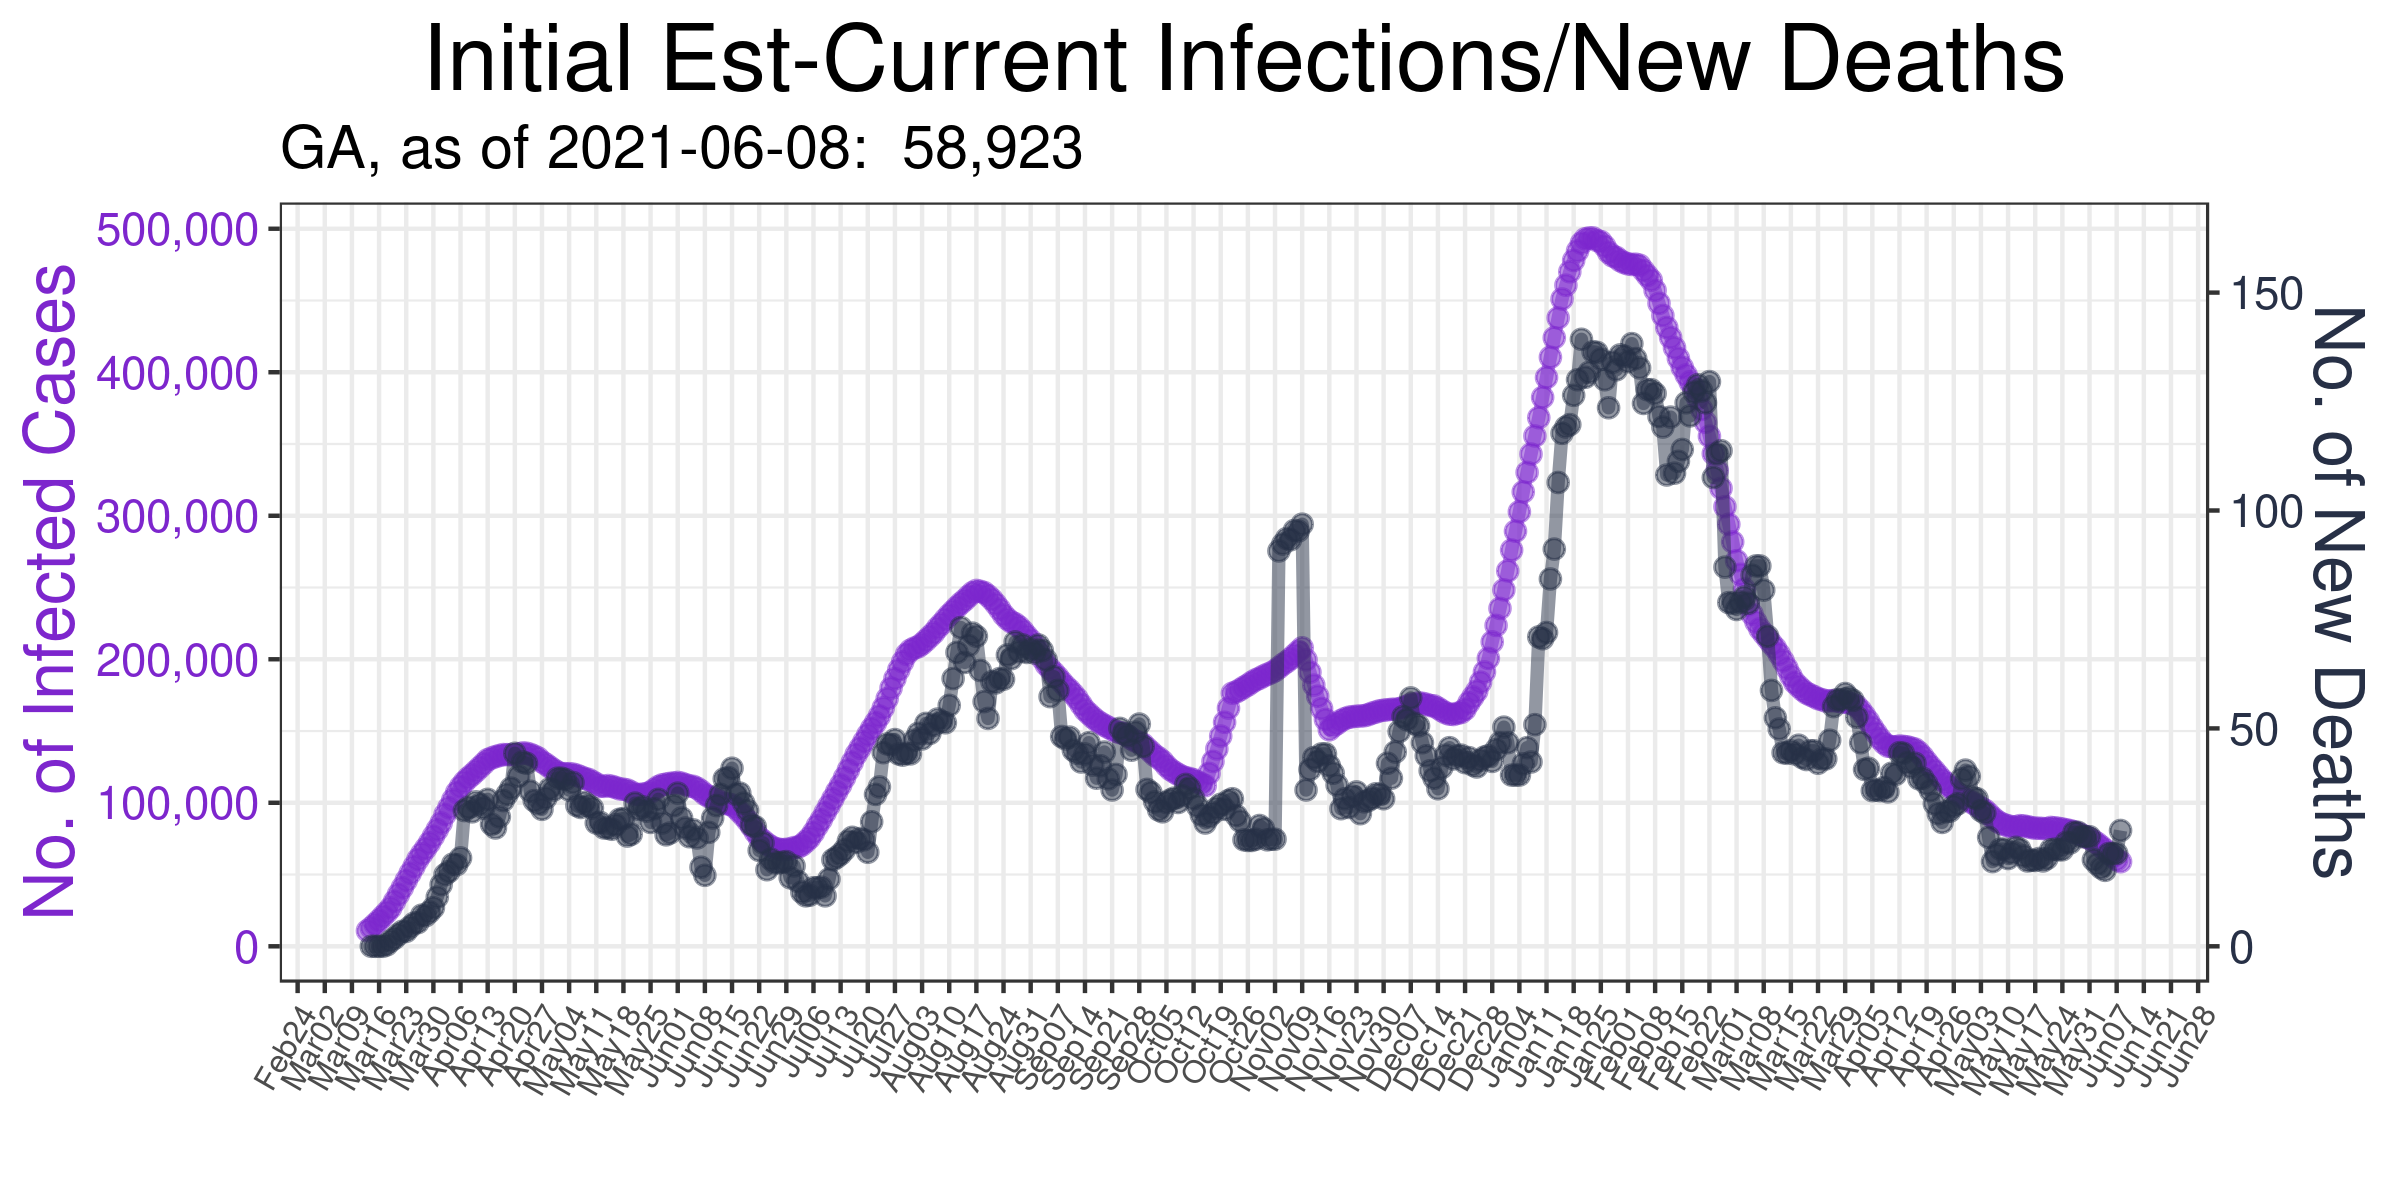 Initial Est-Current Infections/New Deaths
GA, as of 2021-06-08:  58,923
No. of Infected Cases
500,000
400,000
300,000
200,000
100,000
0
150
100
50
0
No. of New Deaths
Feb24
Mar02
Mar09
Mar16
Mar23
Mar30
Apr06
Apr13
Apr20
Apr27
May04
May11
May18
May25
Jun01
Jun08
Jun15
Jun22
Jun29
Jul06
Jul13
Jul20
Jul27
Aug03
Aug10
Aug17
Aug24
Aug31
Sep07
Sep14
Sep21
Sep28
Oct05
Oct12
Oct19
Oct26
Nov02
Nov09
Nov16
Nov23
Nov30
Dec07
Dec14
Dec21
Dec28
Jan04
Jan11
Jan18
Jan25
Feb01
Feb08
Feb15
Feb22
Mar01
Mar08
Mar15
Mar22
Mar29
Apr05
Apr12
Apr19
Apr26
May03
May10
May17
May24
May31
Jun07
Jun14
Jun21
Jun28